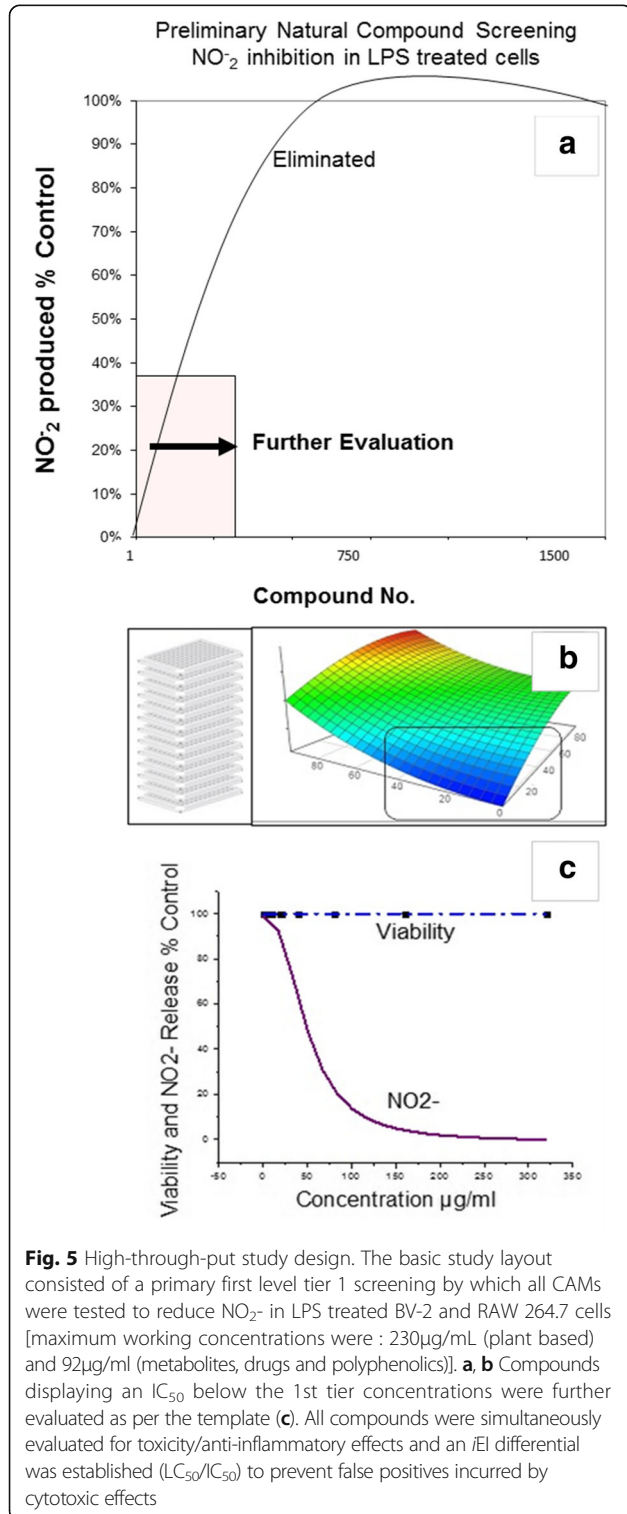 Preliminary Natural Compound Screening
NO-2 inhibition in LPS treated cells
100%
90%
80%
70%
60%
50%
40%
30%
20%
10%
0%
NO-2 produced % Control
a
Eliminated
Further Evaluation
1
750
1500
Compound No.
b
80
60
40
20
0
20
40
60
80
c
Viability and NO2- Release % Control
100
80
60
40
20
0
Viability
NO2-
-50
0
50
100
150
200
250
300
350
Concentration µg/ml
Fig. 5 High-through-put study design. The basic study layout
consisted of a primary first level tier 1 screening by which all CAMs
were tested to reduce NO₂- in LPS treated BV-2 and RAW 264.7 cells
[maximum working concentrations were : 230µg/mL (plant based)
and 92µg/ml (metabolites, drugs and polyphenolics)]. a, b Compounds
displaying an IC₅₀ below the 1st tier concentrations were further
evaluated as per the template (c). All compounds were simultaneously
evaluated for toxicity/anti-inflammatory effects and an iEI differential
was established (LC₅₀/IC₅₀) to prevent false positives incurred by
cytotoxic effects